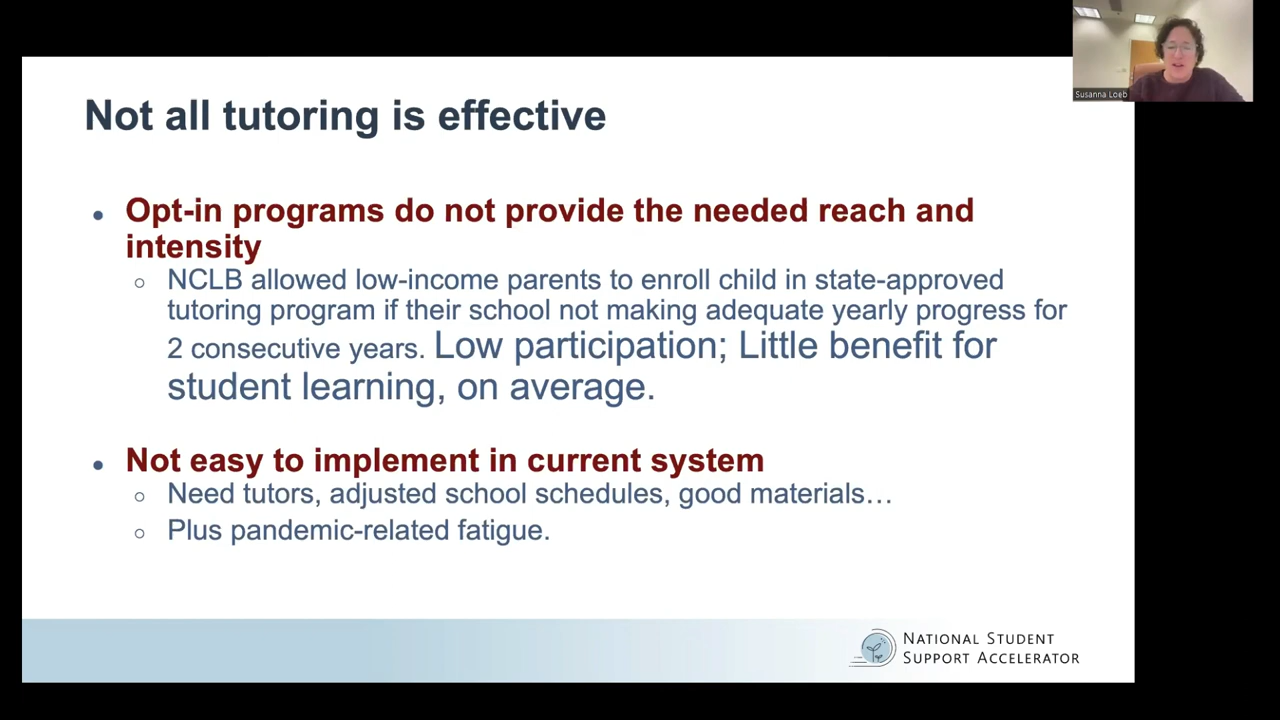 Susanna Loeb
Not all tutoring is effective
● Opt-in programs do not provide the needed reach and
intensity
○ NCLB allowed low-income parents to enroll child in state-approved
tutoring program if their school not making adequate yearly progress for
2 consecutive years. Low participation; Little benefit for
student learning, on average.
● Not easy to implement in current system
○ Need tutors, adjusted school schedules, good materials…
○ Plus pandemic-related fatigue.
NATIONAL STUDENT
SUPPORT ACCELERATOR